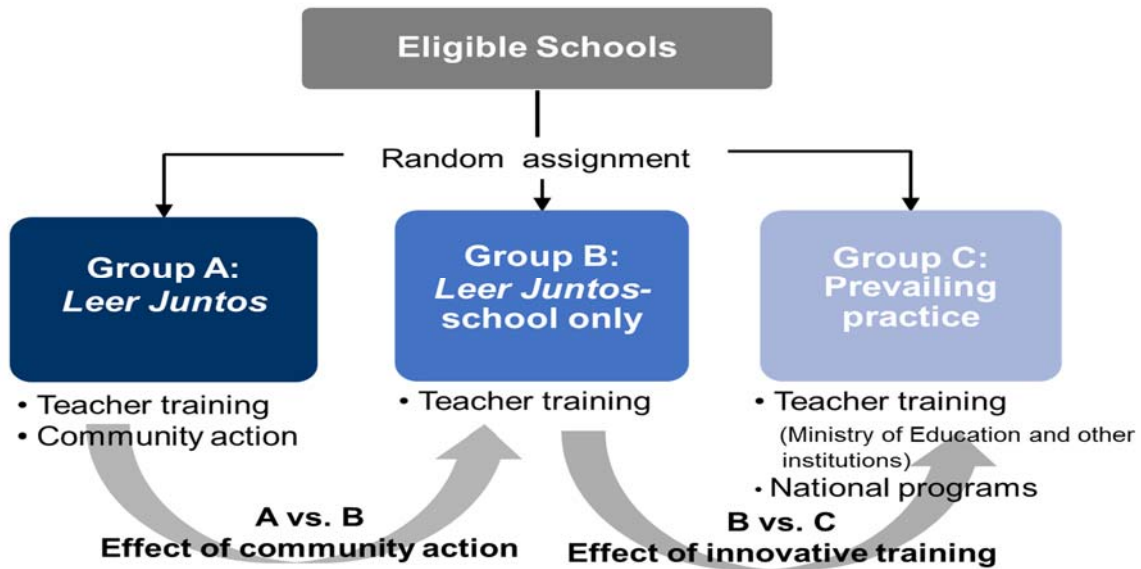 Eligible Schools
Random assignment
Group A:
Leer Juntos
Group B:
Leer Juntos-
school only
Group C:
Prevailing
practice
• Teacher training
• Community action
• Teacher training
• Teacher training
(Ministry of Education and other
institutions)
• National programs
A vs. B
Effect of community action
B vs. C
Effect of innovative training